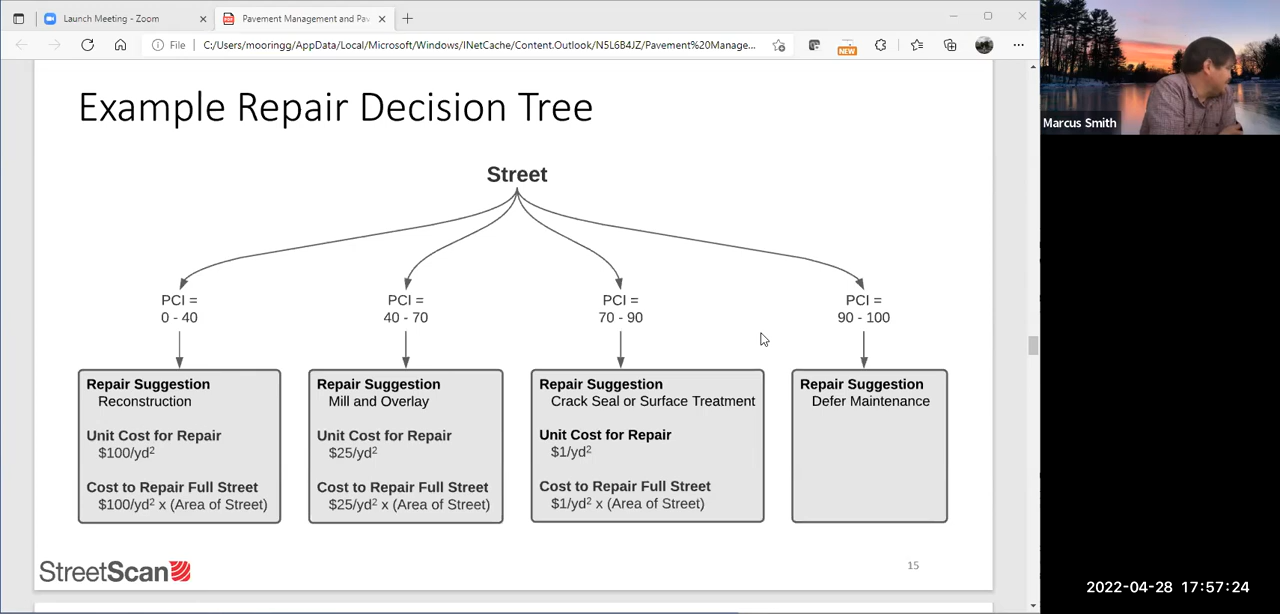 Launch Meeting - Zoom
Pavement Management and Pav
File
C:/Users/mooringg/AppData/Local/Microsoft/Windows/INetCache/Content.Outlook/N5L6B4JZ/Pavement%20Manage...
NEW
Marcus Smith
Example Repair Decision Tree
Street
PCI =
0 - 40
PCI =
40 - 70
PCI =
70 - 90
PCI =
90 - 100
Repair Suggestion
Reconstruction
Unit Cost for Repair
$100/yd²
Cost to Repair Full Street
$100/yd² x (Area of Street)
Repair Suggestion
Mill and Overlay
Unit Cost for Repair
$25/yd²
Cost to Repair Full Street
$25/yd² x (Area of Street)
Repair Suggestion
Crack Seal or Surface Treatment
Unit Cost for Repair
$1/yd²
Cost to Repair Full Street
$1/yd² x (Area of Street)
Repair Suggestion
Defer Maintenance
StreetScan
15
2022-04-28 17:57:24